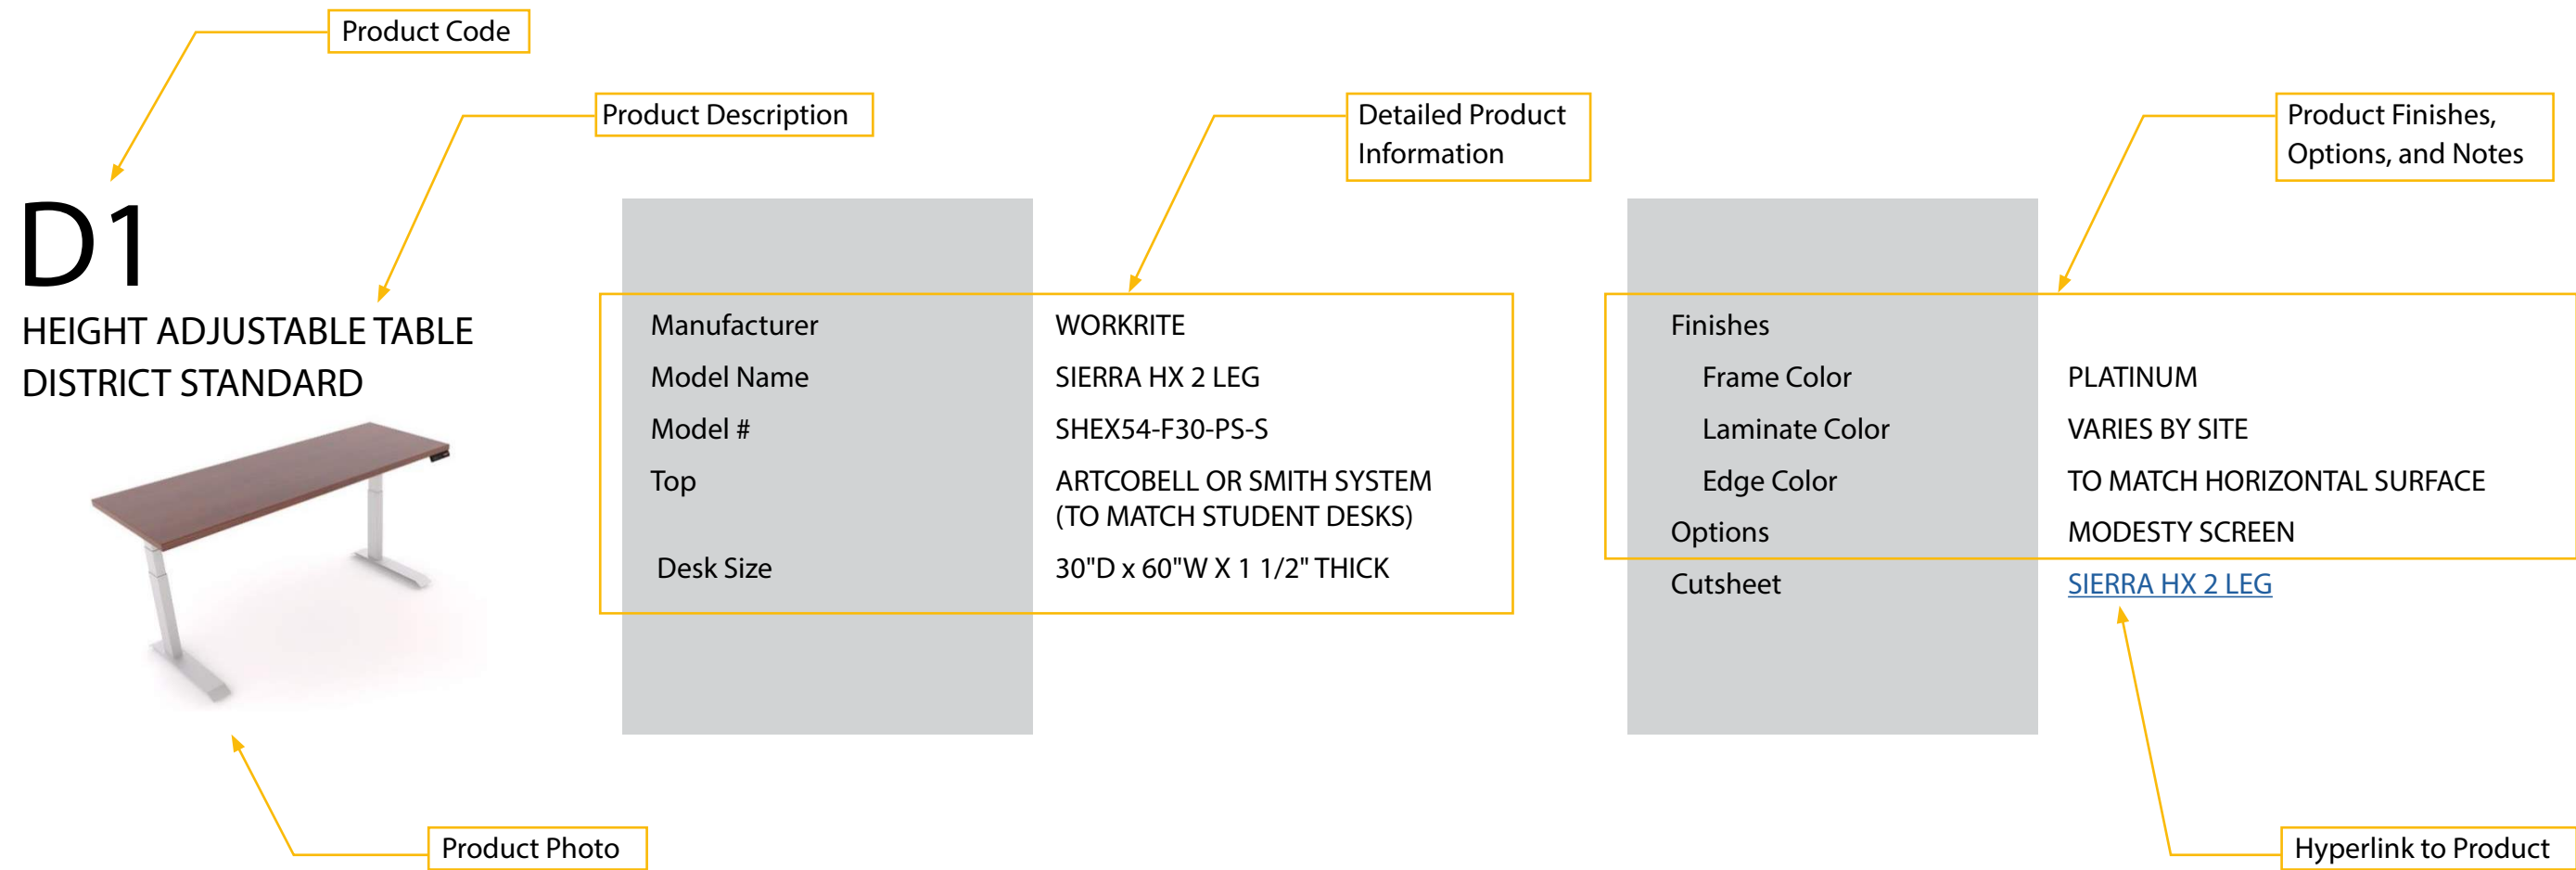 Product Code
Product Description
Detailed Product
Information
Product Finishes,
Options, and Notes
D1
HEIGHT ADJUSTABLE TABLE
DISTRICT STANDARD
Manufacturer WORKRITE
Model Name SIERRA HX 2 LEG
Model # SHEX54-F30-PS-S
Top ARTCOBELL OR SMITH SYSTEM
(TO MATCH STUDENT DESKS)
Desk Size 30"D x 60"W X 1 1/2" THICK
Finishes
Frame Color PLATINUM
Laminate Color VARIES BY SITE
Edge Color TO MATCH HORIZONTAL SURFACE
Options MODESTY SCREEN
Cutsheet SIERRA HX 2 LEG
Product Photo
Hyperlink to Product